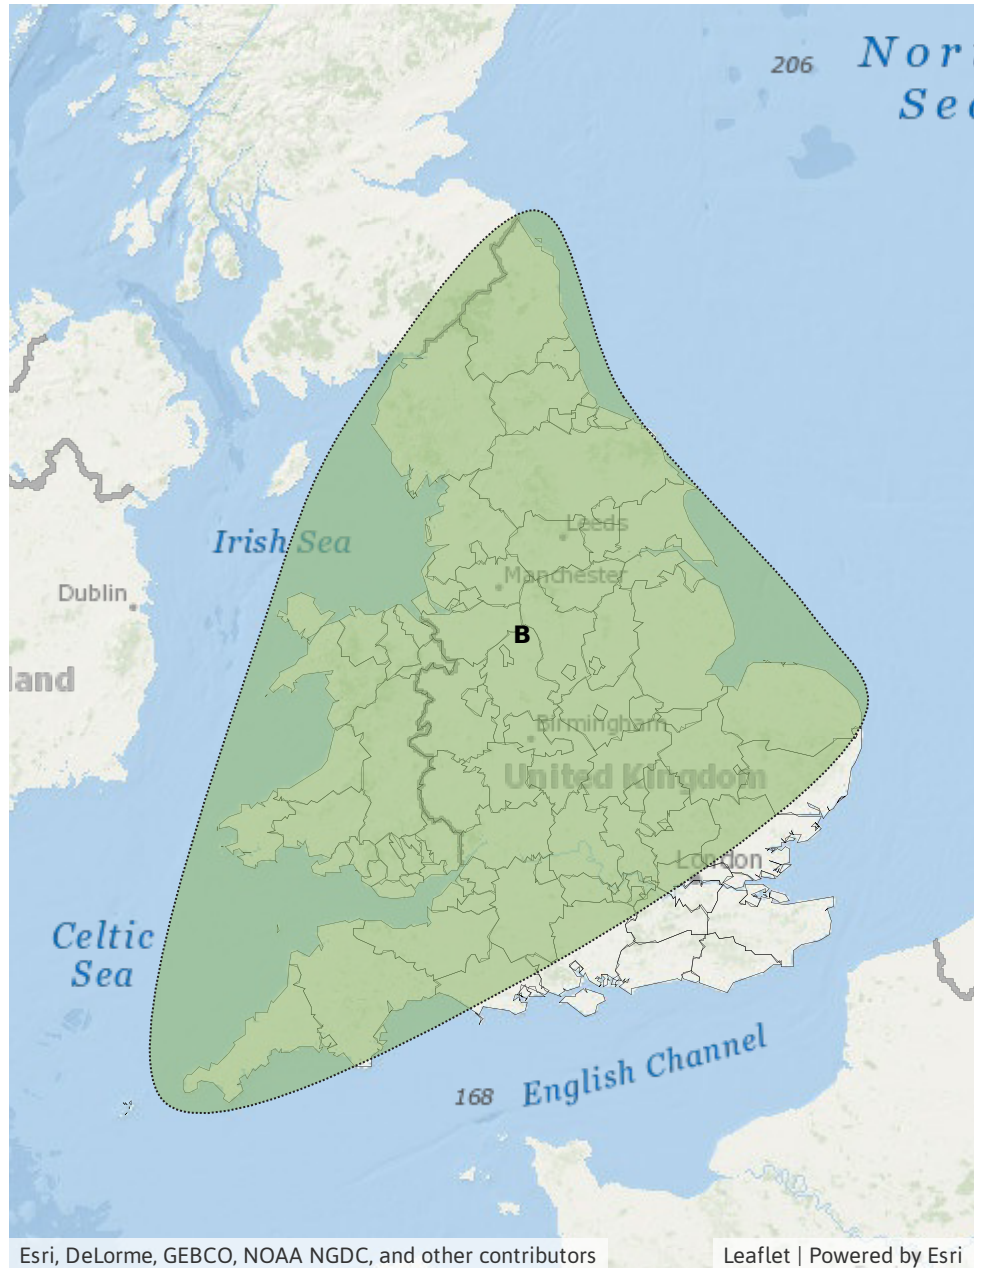 206
Nor
Se
Leeds
Irish Sea
Manchester
Dublin
B
land
Birmingham
United Kingdom
London
Celtic
Sea
English Channel
168
Esri, DeLorme, GEBCO, NOAA NGDC, and other contributors
Leaflet | Powered by Esri